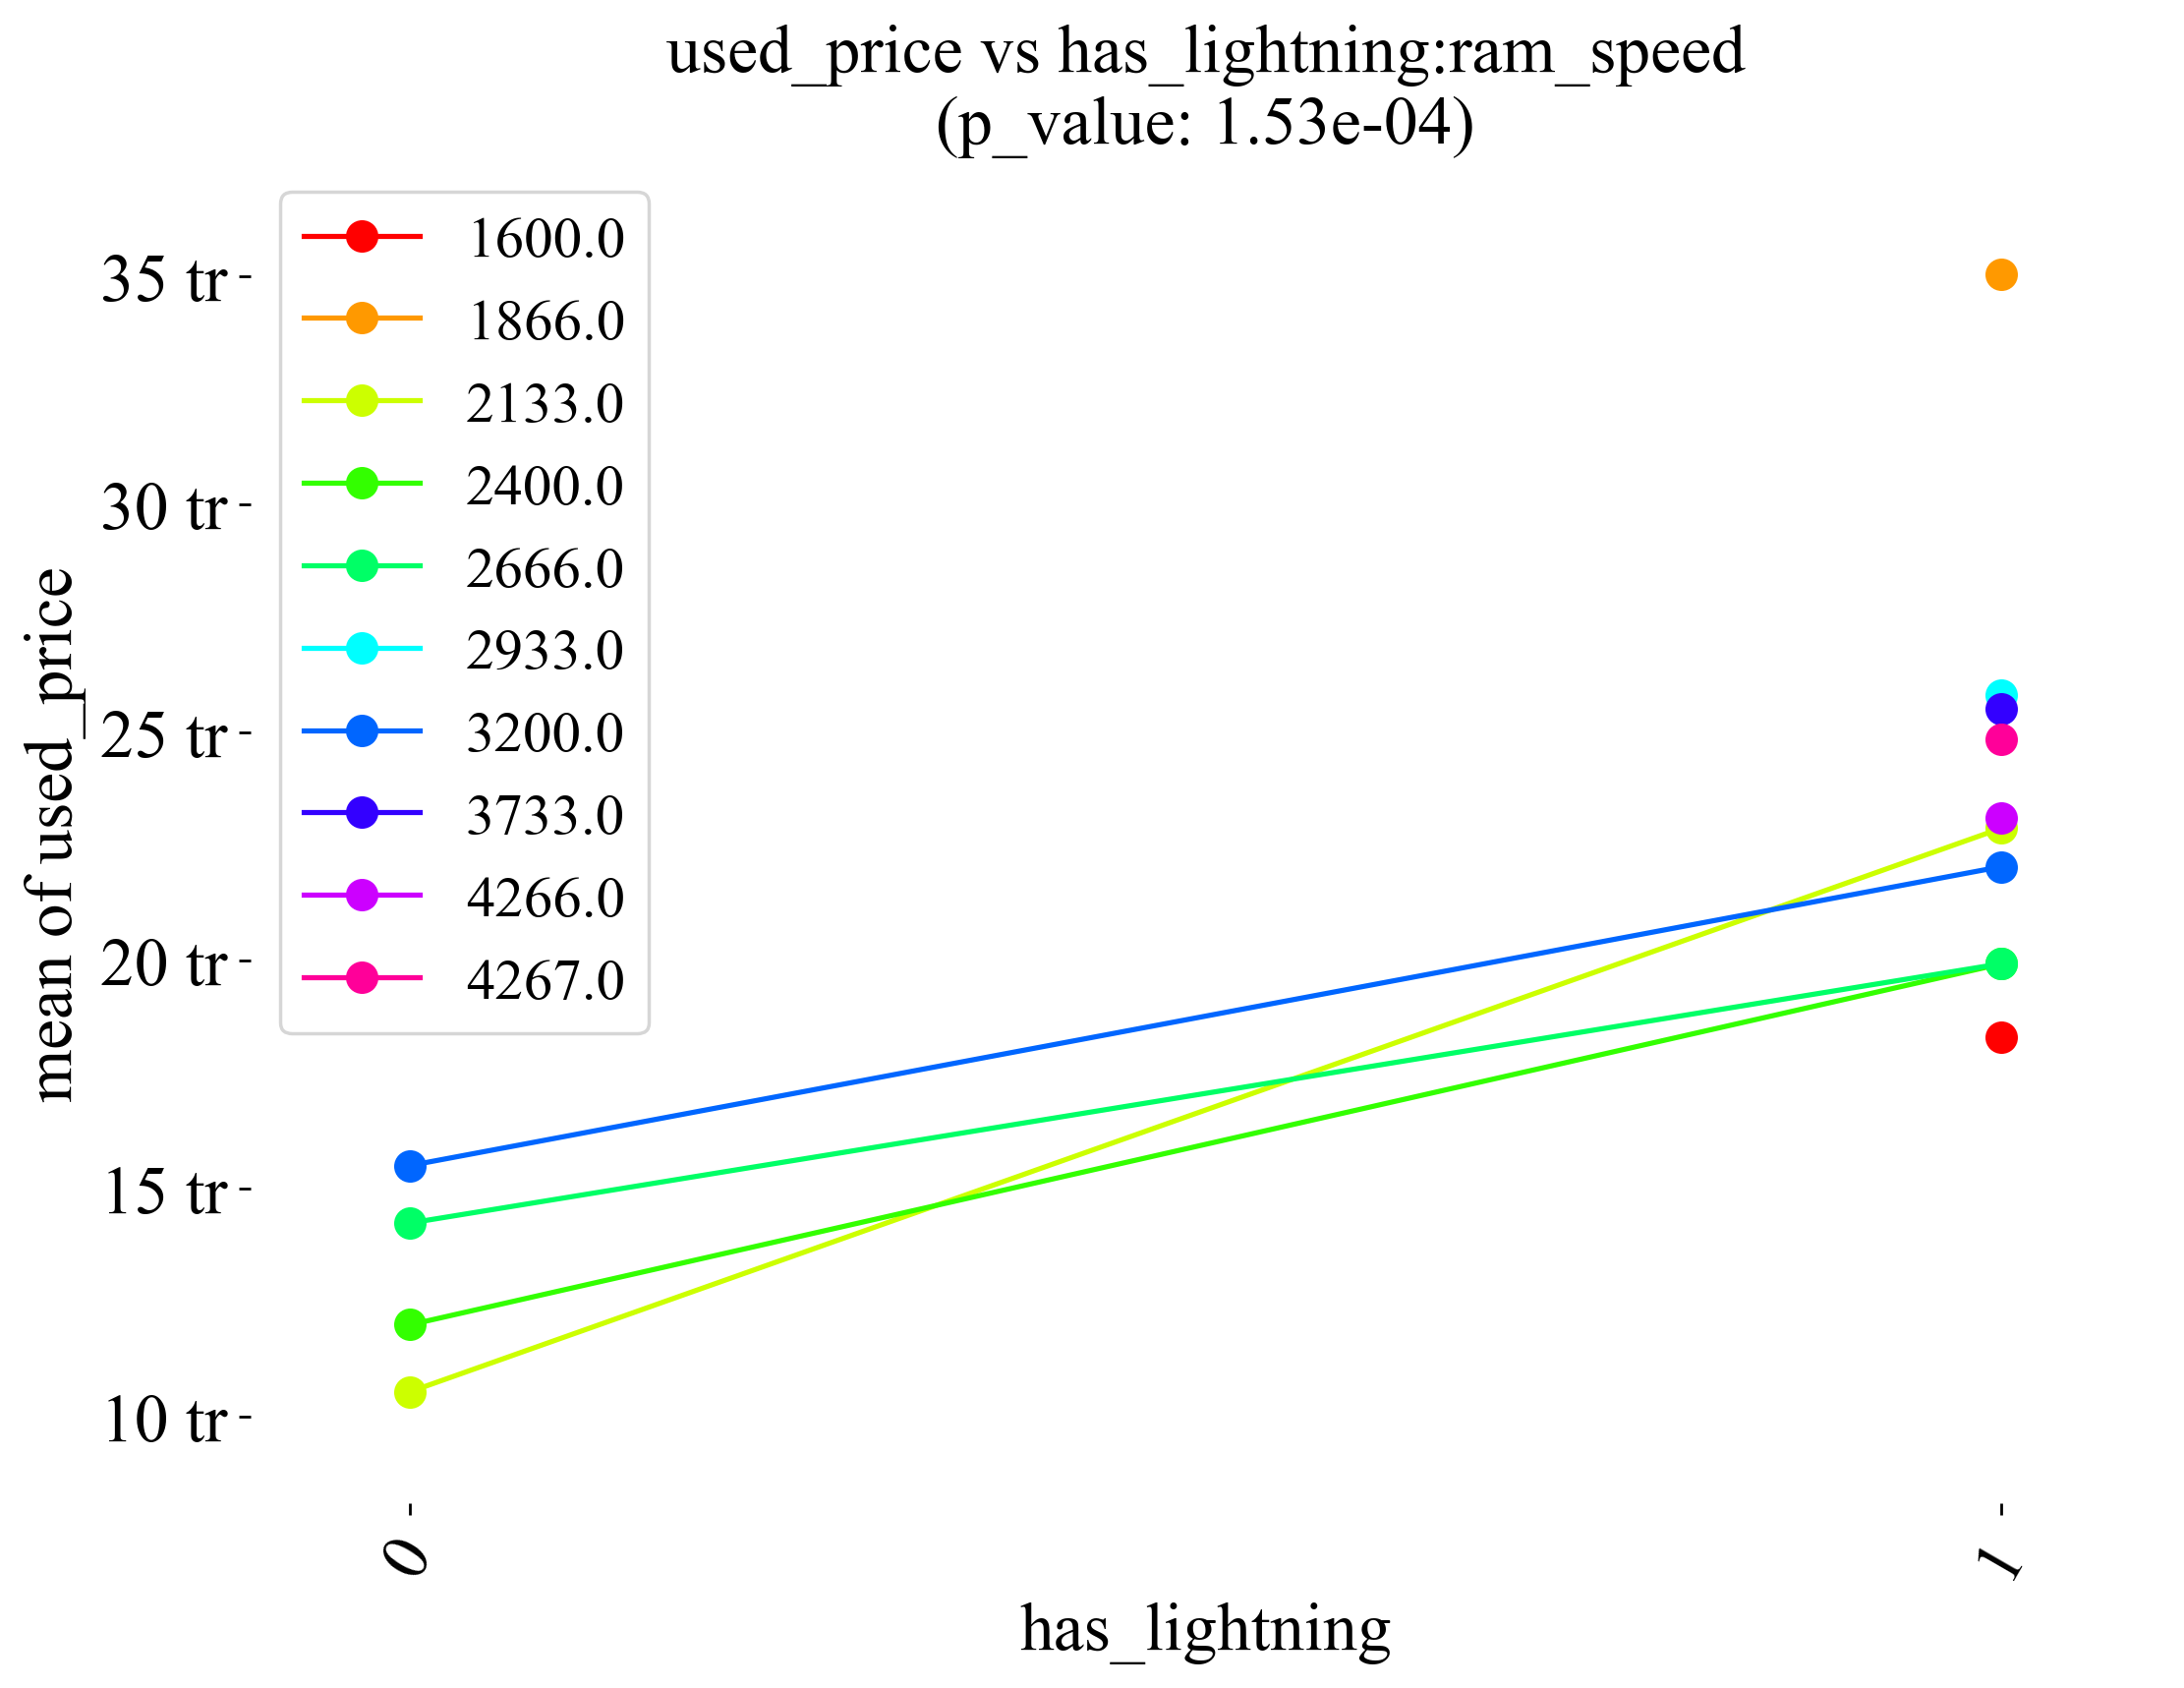 used_price vs has_lightning:ram_speed
(p_value: 1.53e-04)
1600.0
1866.0
2133.0
2400.0
2666.0
2933.0
3200.0
3733.0
4266.0
4267.0
35 tr
30 tr
25 tr
20 tr
15 tr
10 tr
mean of used_price
0
1
has_lightning